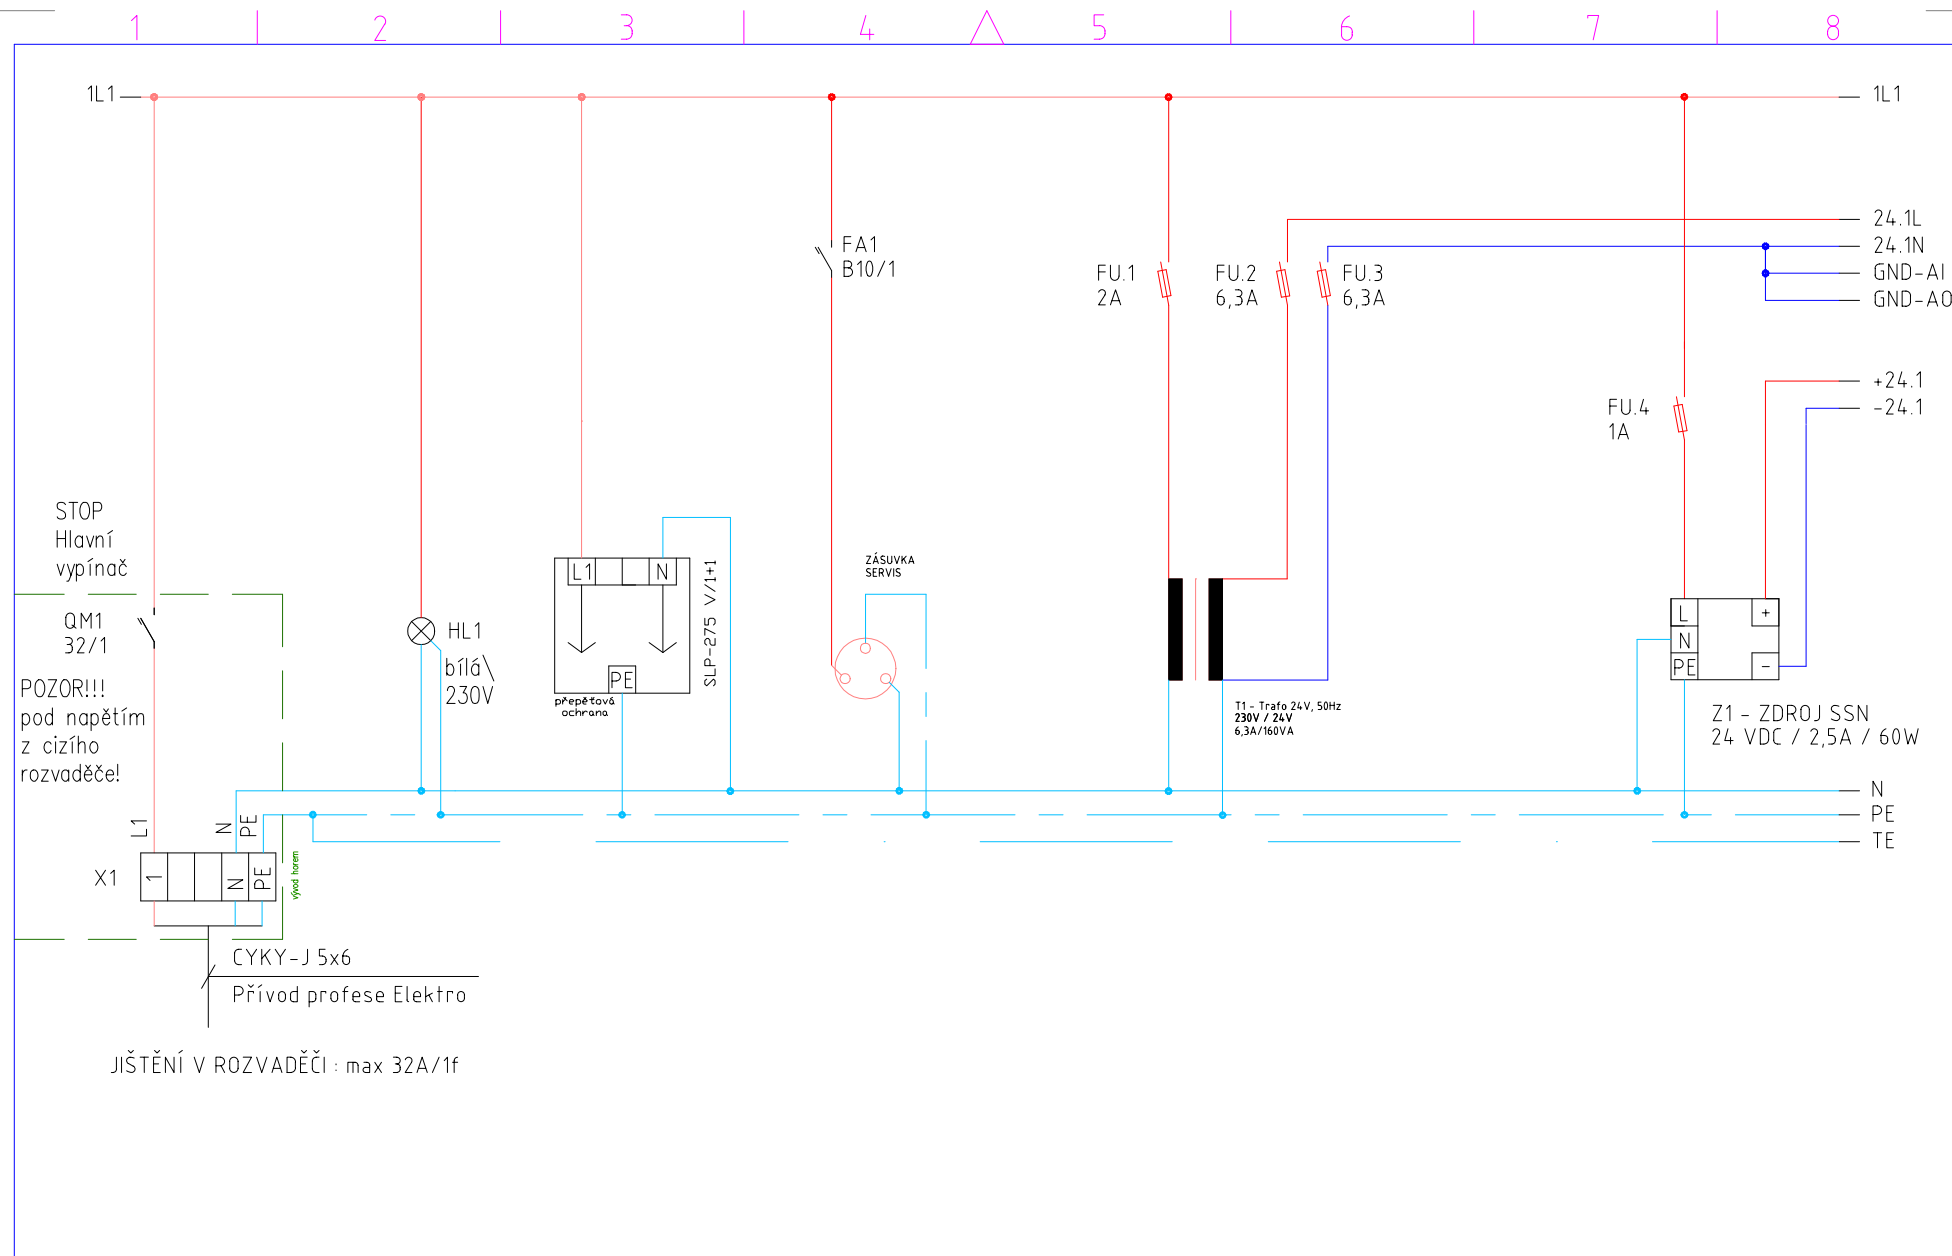 1 2 3 4 5 6 7 8
1L1
1L1
24.1L
24.1N
GND-AI
GND-AO
FA1
B10/1
FU.1
2A
FU.2
6,3A
FU.3
6,3A
+24.1
-24.1
FU.4
1A
STOP
Hlavní
vypínač
QM1
32/1
POZOR!!!
pod napětím
z cizího
rozvaděče!
HL1
bílá\
230V
L1
N
PE
přepěťová
ochrana
SLP-275 V/1+1
ZÁSUVKA
SERVIS
T1 - Trafo 24V, 50Hz
230V / 24V
6,3A/160VA
L
N
PE
+
-
Z1 - ZDROJ SSN
24 VDC / 2,5A / 60W
N
PE
TE
L1
N
PE
X1
1
N
PE
vývod horem
CYKY-J 5x6
Přívod profese Elektro
JIŠTĚNÍ V ROZVADĚČI : max 32A/1f